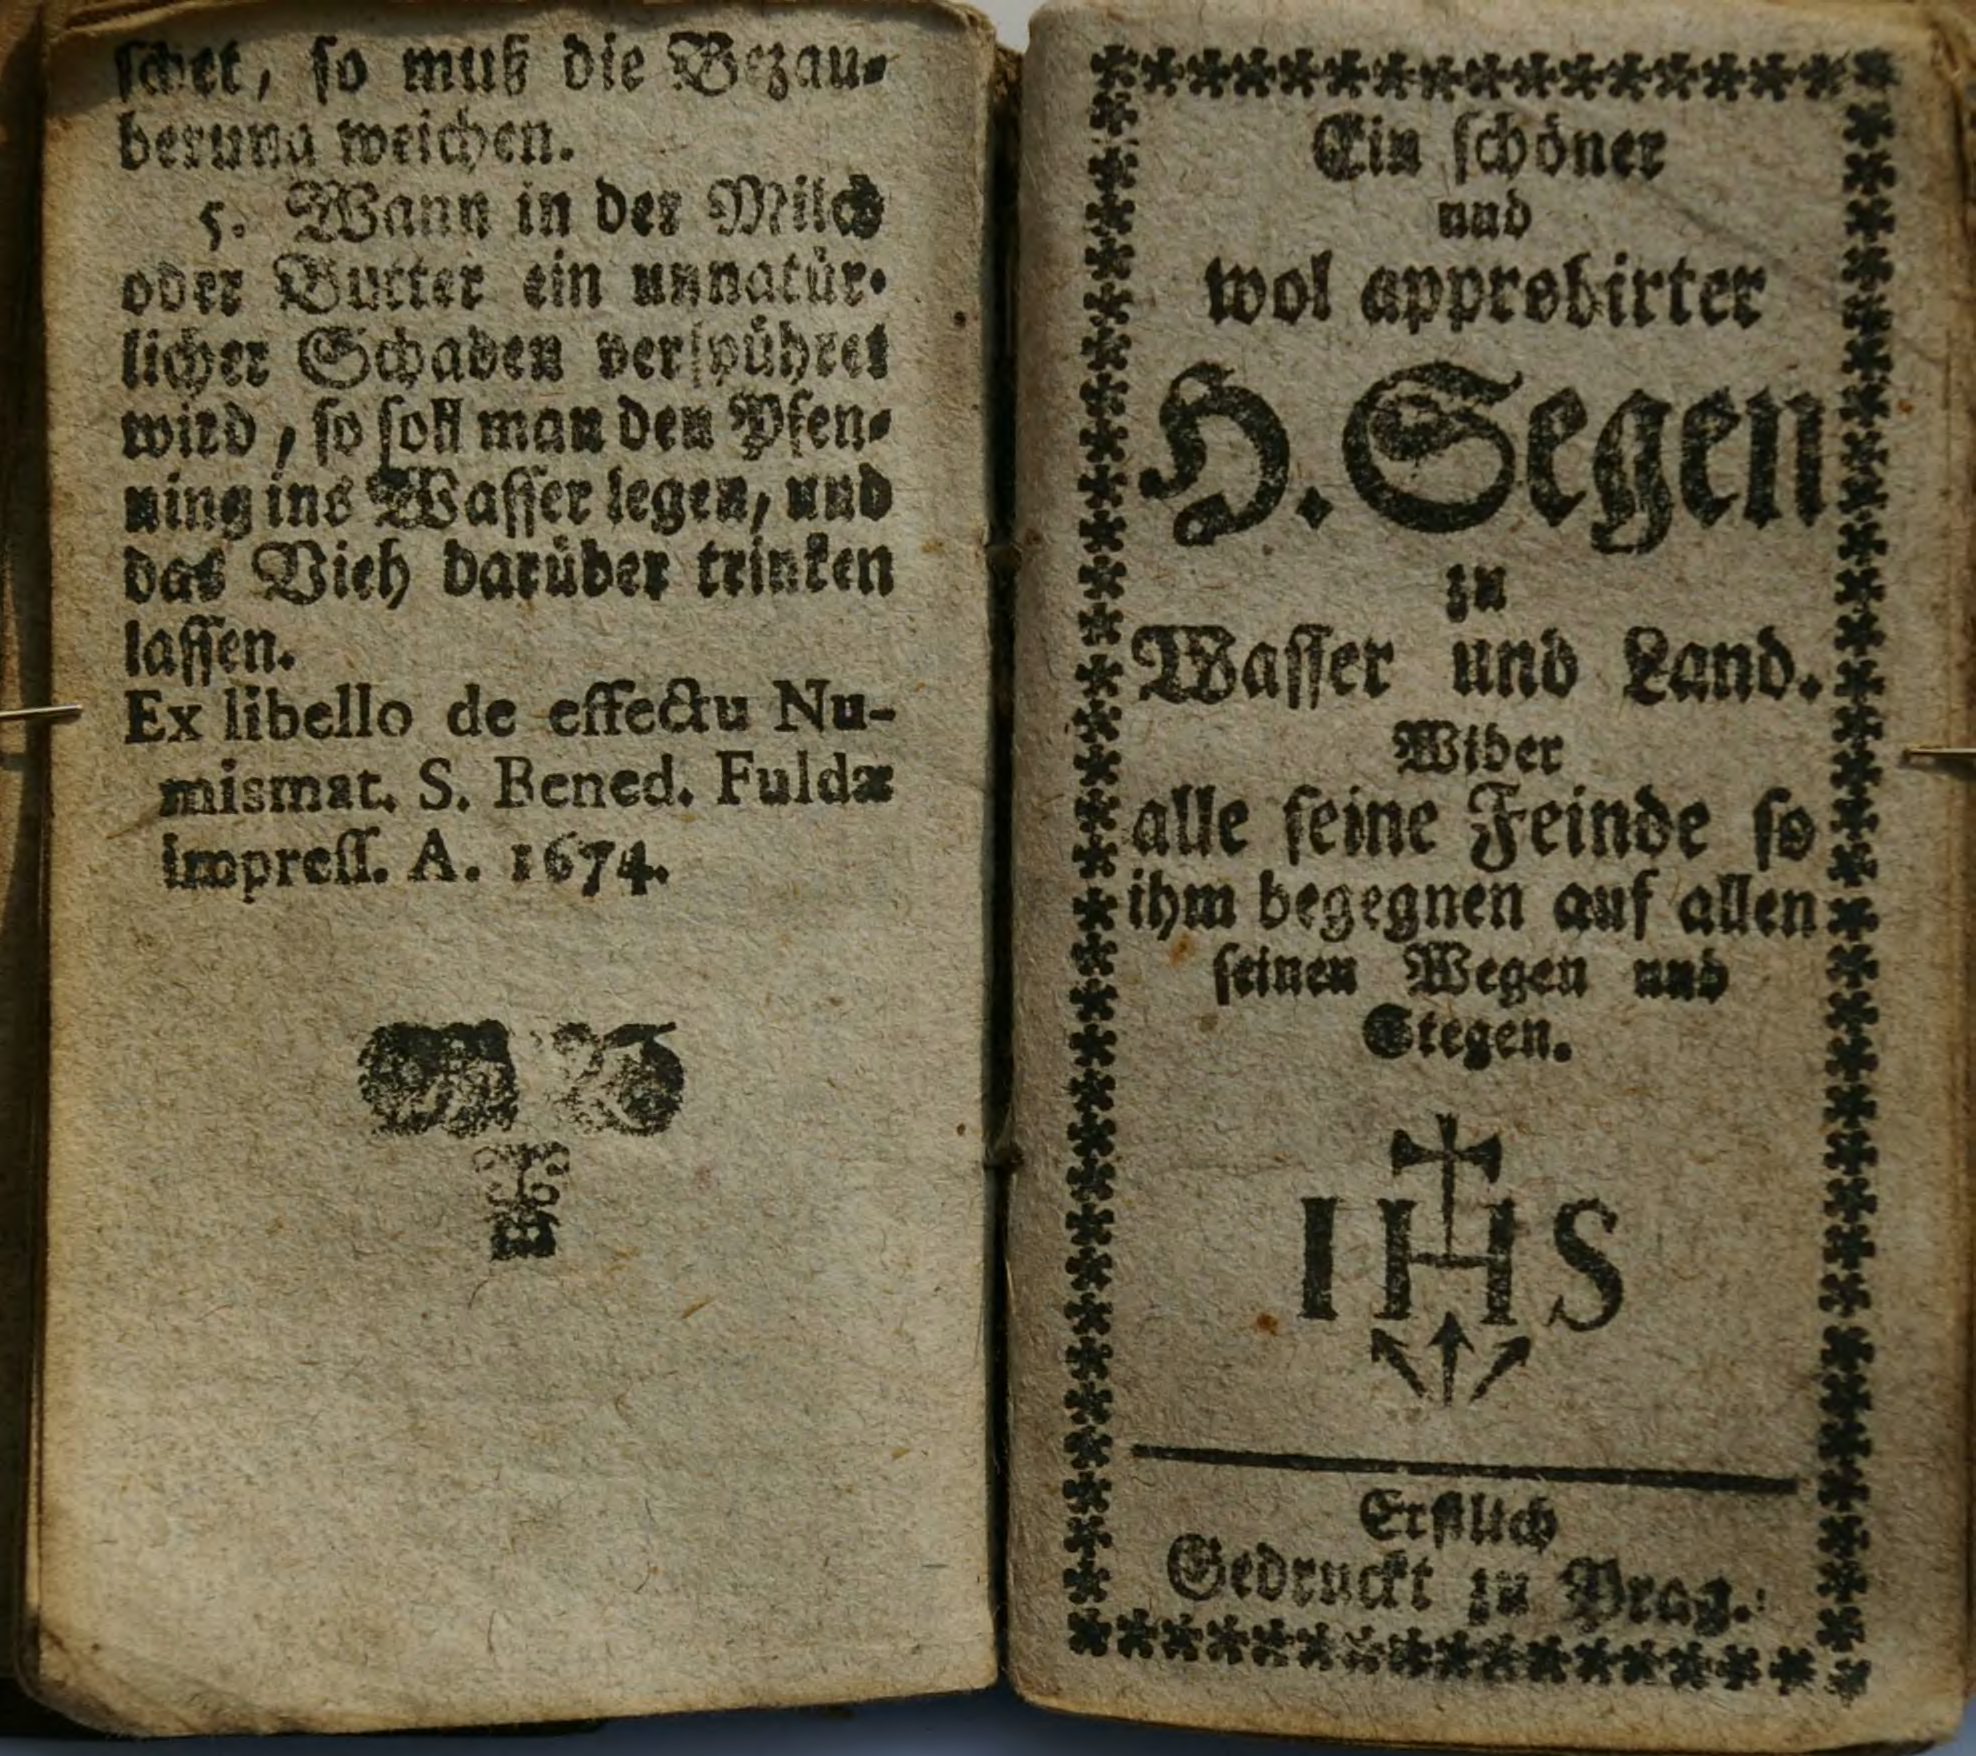 schet, so muß die Bezau-
berung weichen.
5. Wann in der Milch
oder Butter ein unnatür-
licher Schaden verspühret
wird, so soll man den Pfen-
ning ins Wasser legen, und
das Vieh darüber trinken
lassen.
Ex libello de effectu Nu-
mismat. S. Bened. Fuldæ
impress. A. 1674.
Ein schöner
und
wol approbirter
H. Segen
zu
Wasser und Land.
Wider
alle seine Feinde so
ihm begegnen auf allen
seinen Wegen und
Stegen.
IHS
Erstlich
Gedruckt zu Prag.